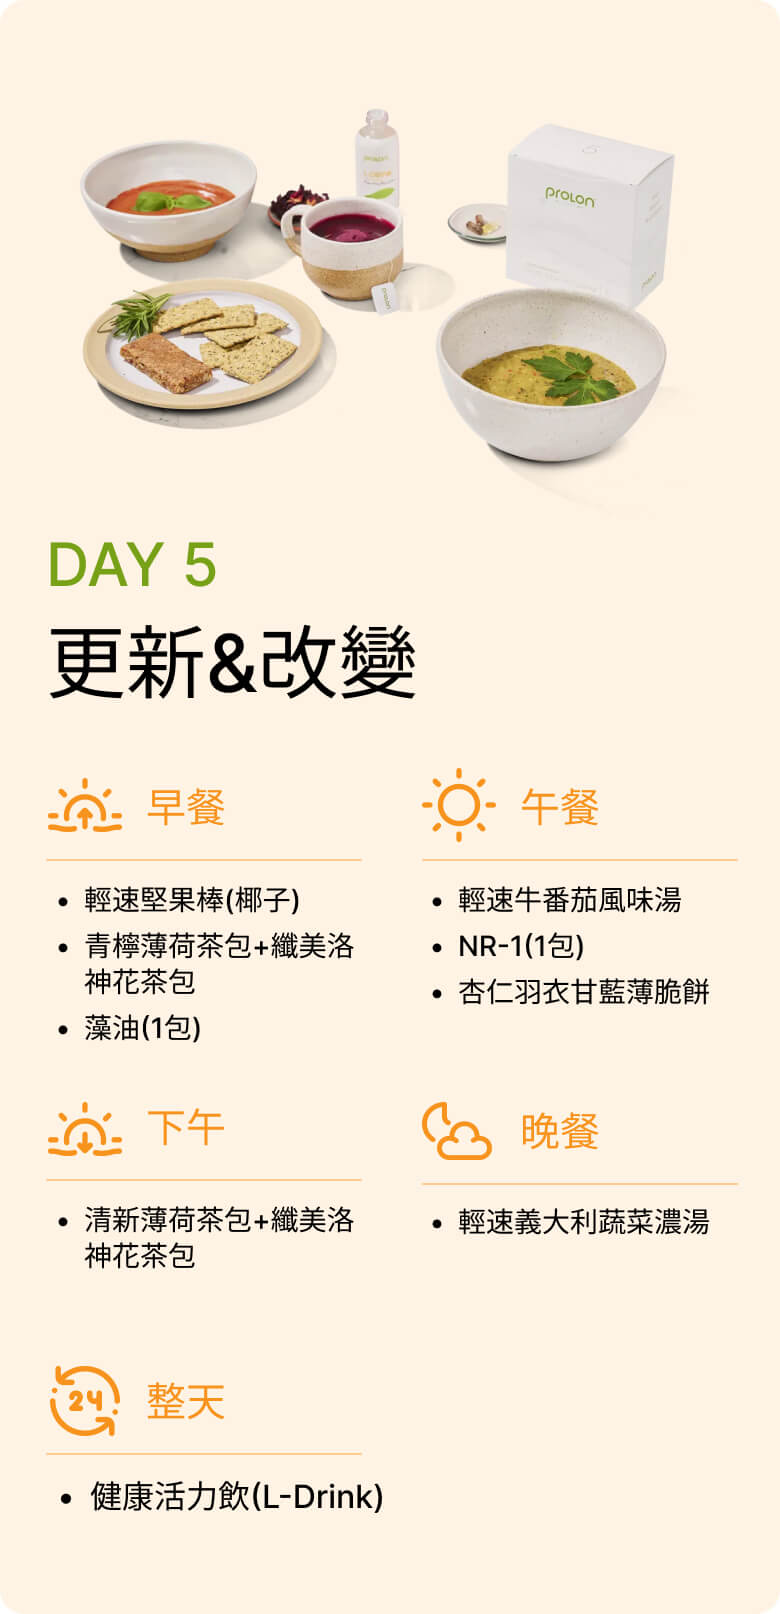 PROLON
prolon
DAY 5
更新&改變
早餐
輕速堅果棒(椰子)
青檸薄荷茶包+纖美洛
神花茶包
藻油(1包)
午餐
輕速牛番茄風味湯
NR-1(1包)
杏仁羽衣甘藍薄脆餅
下午
清新薄荷茶包+纖美洛
神花茶包
晚餐
輕速義大利蔬菜濃湯
24
整天
健康活力飲(L-Drink)